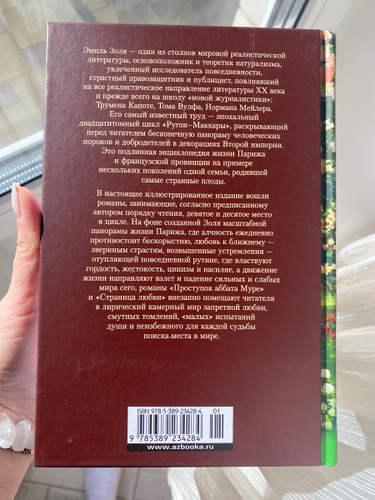 Эмиль Золя — один из столпов мировой реалистической
литературы, основоположник и теоретик натурализма,
увлеченный исследователь повседневности,
страстный правозащитник и публицист, повлиявший
на все реалистическое направление литературы XX века
и прежде всего на школу «новой журналистики»:
Трумена Капоте, Тома Вулфа, Нормана Мейлера.
Его самый известный труд — эпохальный
двадцатитомный цикл «Ругон-Маккары», раскрывающий
перед читателем бесконечную панораму человеческих
пороков и добродетелей в декорациях Второй империи.
Это подлинная энциклопедия жизни Парижа
и французской провинции на примере
нескольких поколений одной семьи, родившей
самые странные плоды.
В настоящее иллюстрированное издание вошли
романы, занимающие, согласно предписанному
автором порядку чтения, девятое и десятое место
в цикле. На фоне созданной Золя масштабной
панорамы жизни Парижа, где алчность ежедневно
противостоит бескорыстию, любовь к ближнему —
звериным страстям, возвышенные устремления —
отупляющей повседневной рутине, где властвуют
гордость, жестокость, цинизм и насилие, а движение
жизни направляют взлет и падение сильных и слабых
мира сего, романы «Проступок аббата Муре»
и «Страница любви» внезапно помещают читателя
в лирический камерный мир запретной любви,
смутных томлений, «малых» испытаний
души и неизбежного для каждой судьбы
поиска места в мире.
ISBN 978-5-389-23428-4
01
9 785389 234284
www.azbooka.ru